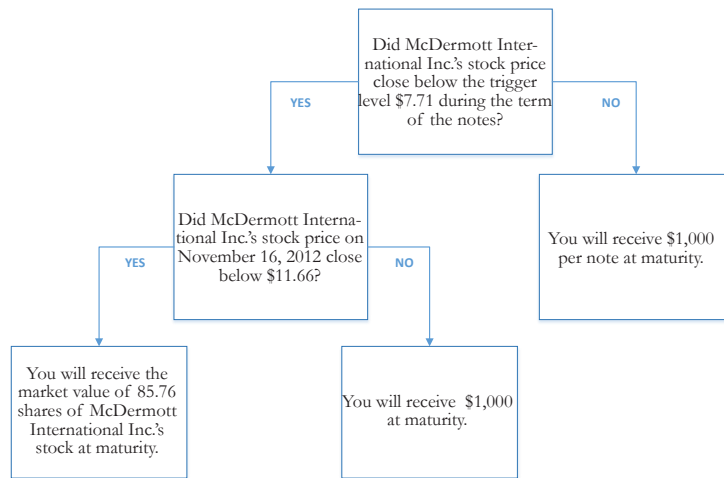 Did McDermott Inter-
national Inc.'s stock price
close below the trigger
level $7.71 during the term
of the notes?
YES
NO
Did McDermott Interna-
tional Inc.'s stock price on
November 16, 2012 close
below $11.66?
You will receive $1,000
per note at maturity.
YES
NO
You will receive the
market value of 85.76
shares of McDermott
International Inc.'s
stock at maturity.
You will receive $1,000
at maturity.